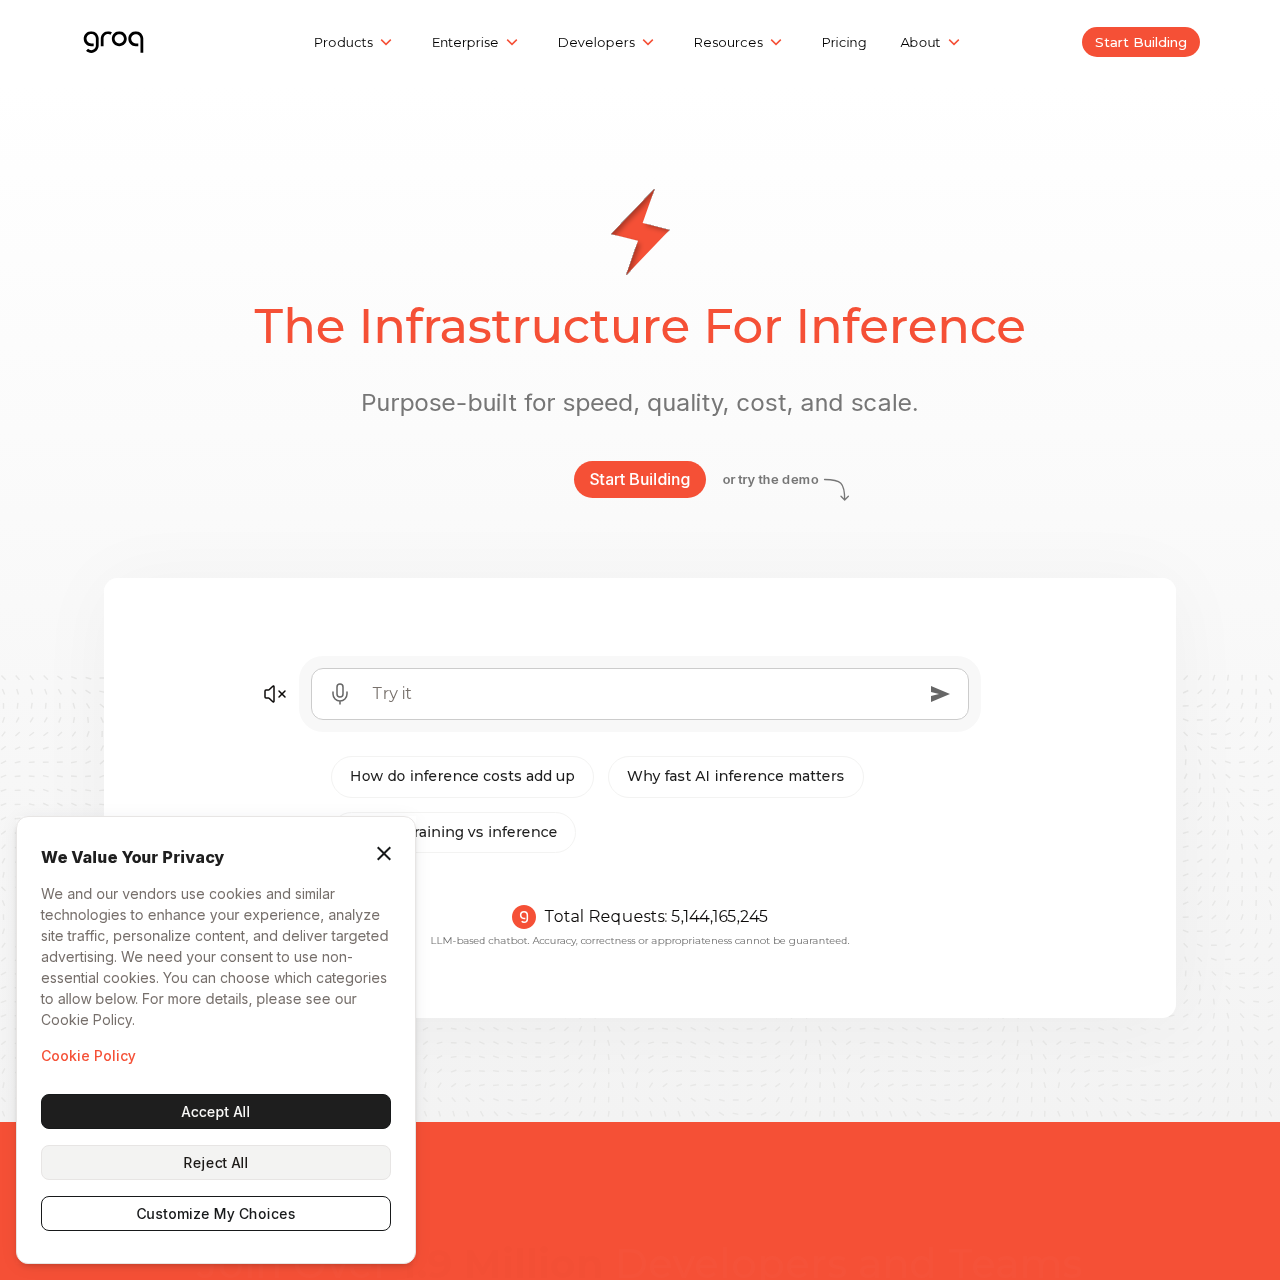 groq
Products
Enterprise
Developers
Resources
Pricing
About
Start Building
The Infrastructure For Inference
Purpose-built for speed, quality, cost, and scale.
Start Building
or try the demo
Try it
How do inference costs add up
Why fast AI inference matters
raining vs inference
9 Total Requests: 5,144,165,245
LLM-based chatbot. Accuracy, correctness or appropriateness cannot be guaranteed.
We Value Your Privacy
We and our vendors use cookies and similar
technologies to enhance your experience, analyze
site traffic, personalize content, and deliver targeted
advertising. We need your consent to use non-
essential cookies. You can choose which categories
to allow below. For more details, please see our
Cookie Policy.
Cookie Policy
Accept All
Reject All
Customize My Choices
Developers and Teams